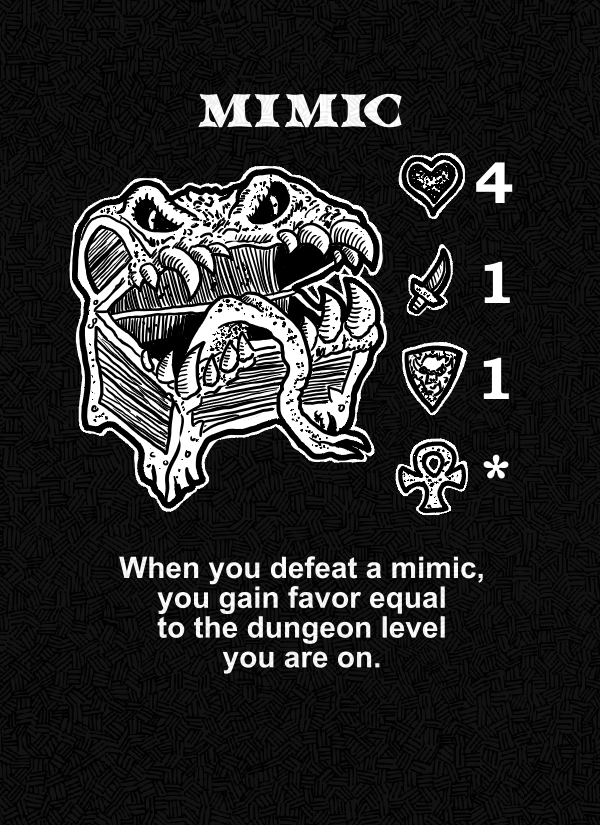 MIMIC
4
1
1
*
When you defeat a mimic,
you gain favor equal
to the dungeon level
you are on.